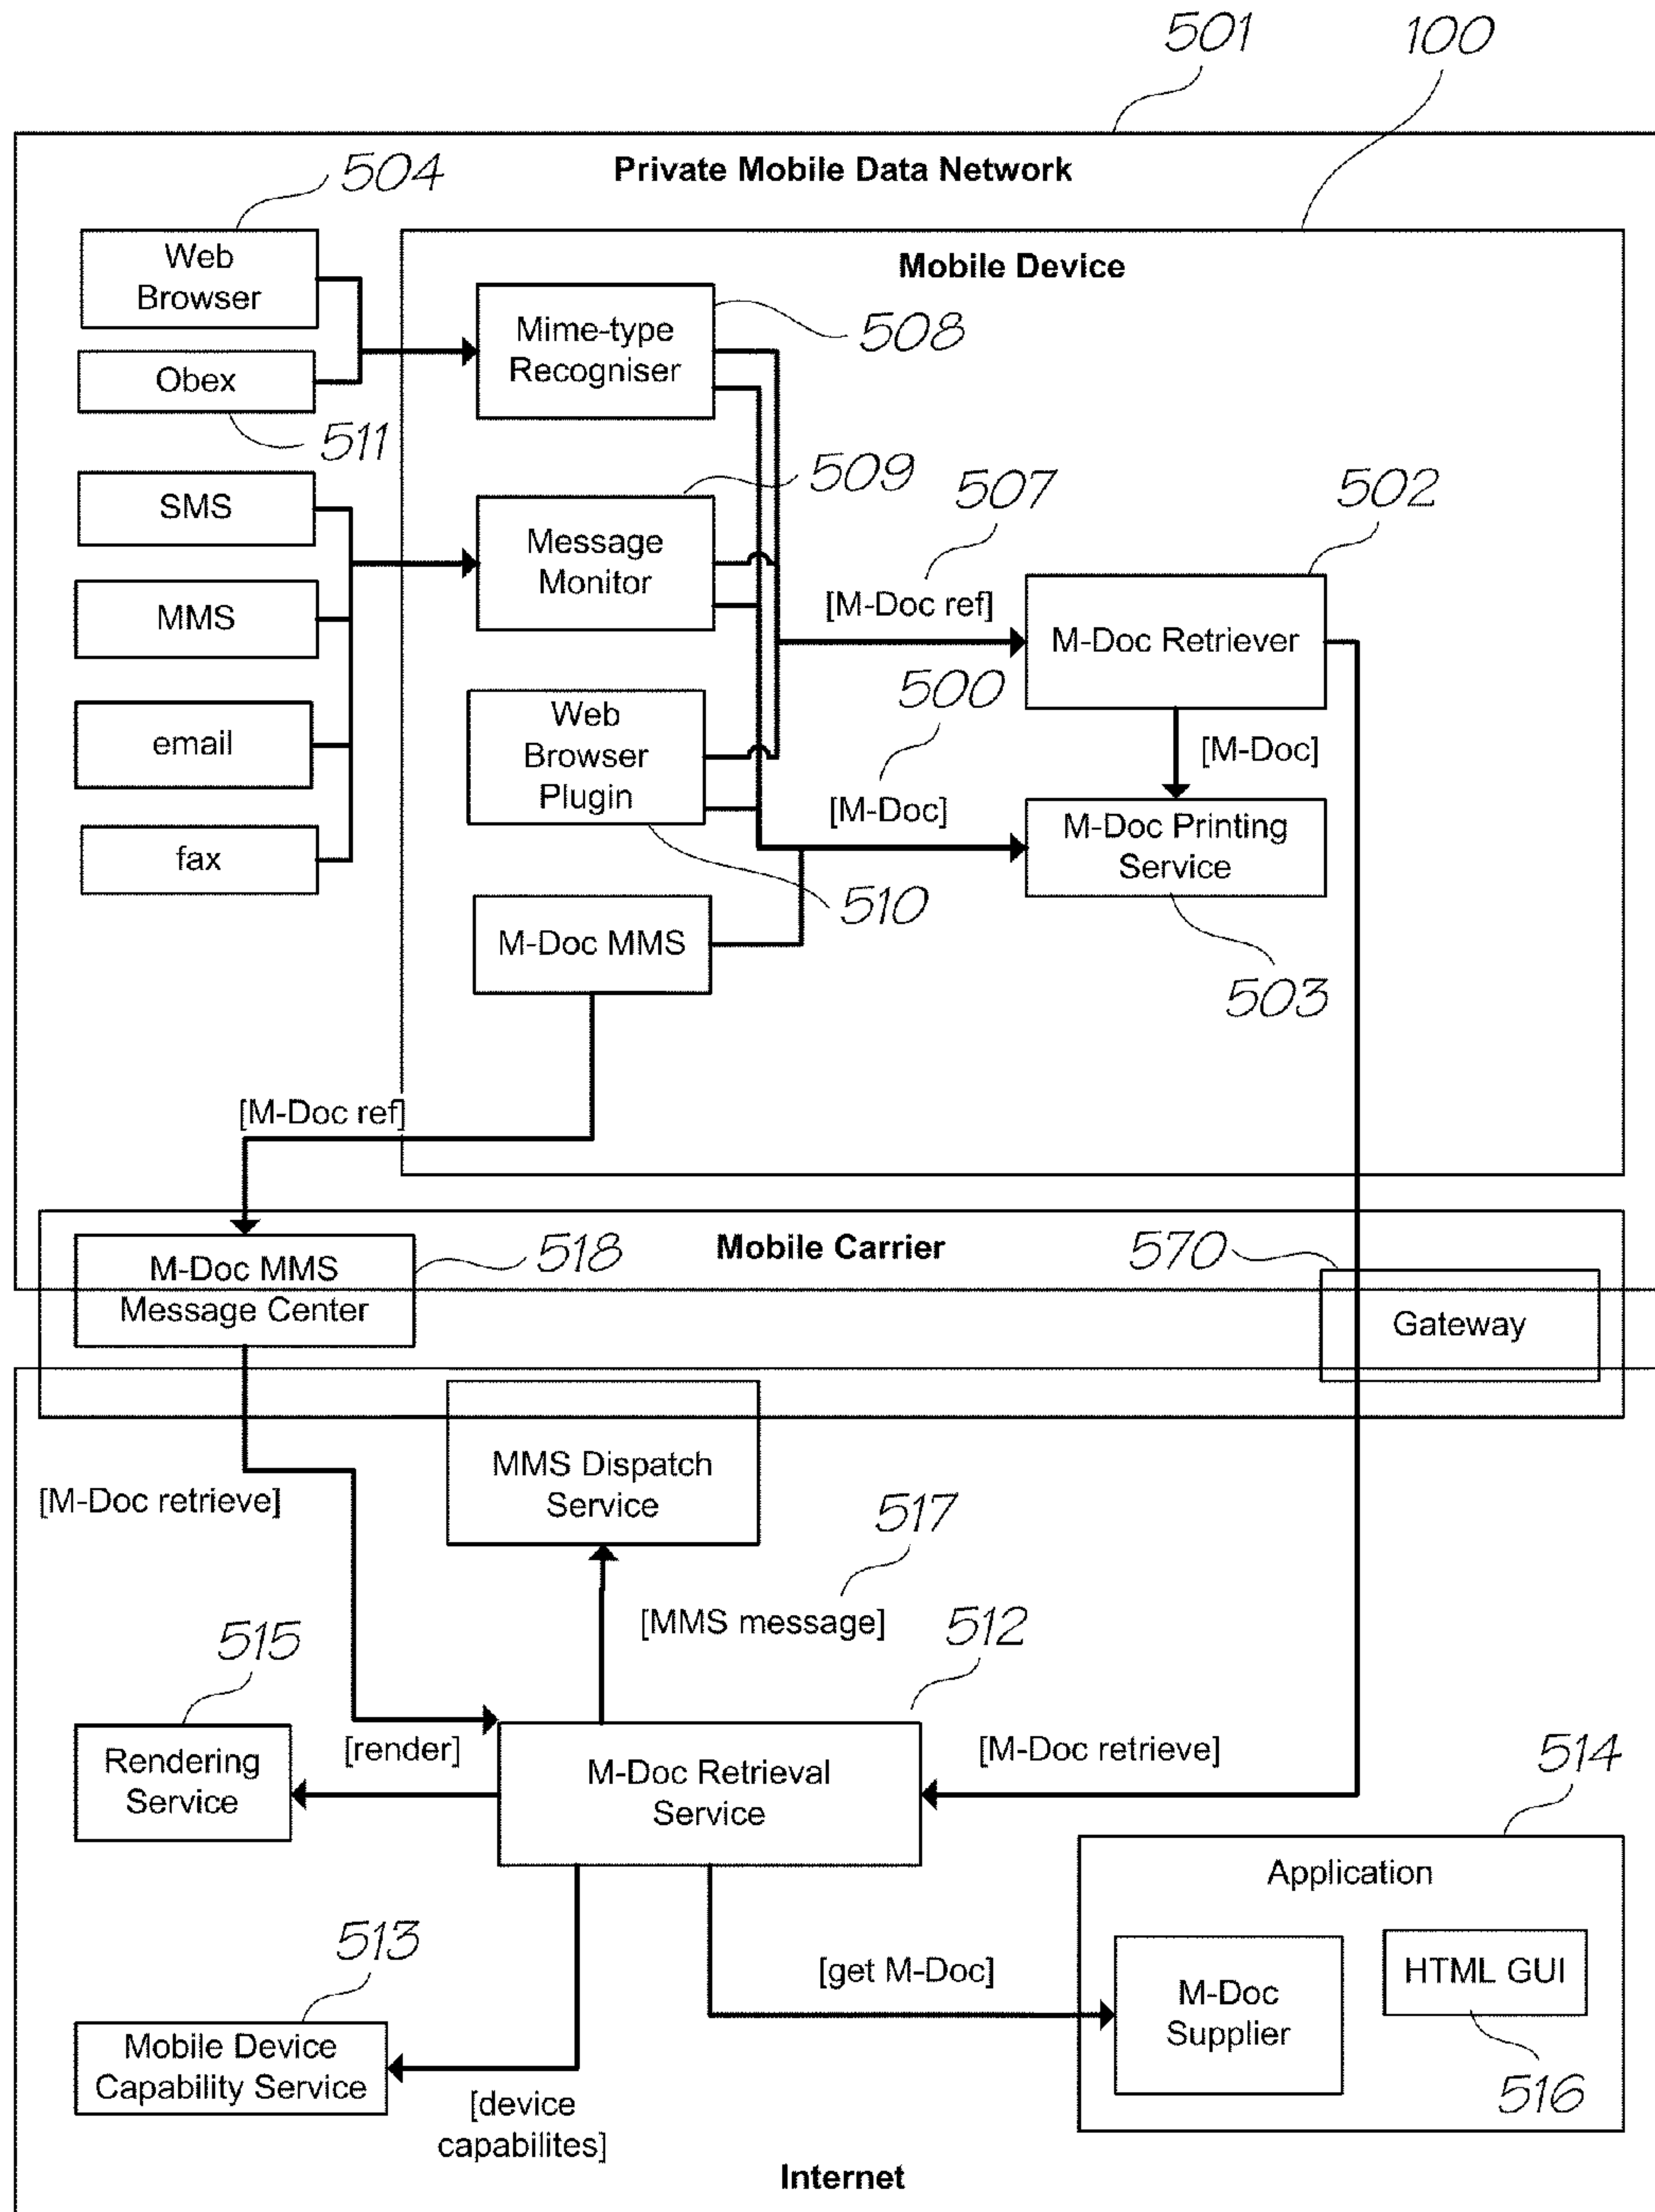 501
100
Private Mobile Data Network
504
Web
Browser
Mobile Device
Mime-type
Recogniser
508
Obex
511
SMS
509
507
502
Message
Monitor
MMS
[M-Doc ref]
M-Doc Retriever
500
Web
Browser
Plugin
email
[M-Doc]
[M-Doc]
M-Doc Printing
Service
fax
510
M-Doc MMS
503
[M-Doc ref]
M-Doc MMS
Message Center
518
Mobile Carrier
570
Gateway
MMS Dispatch
Service
[M-Doc retrieve]
517
[MMS message]
512
515
Rendering
Service
[render]
M-Doc Retrieval
Service
[M-Doc retrieve]
514
Application
513
[get M-Doc]
M-Doc
Supplier
HTML GUI
Mobile Device
Capability Service
516
[device
capabilites]
Internet